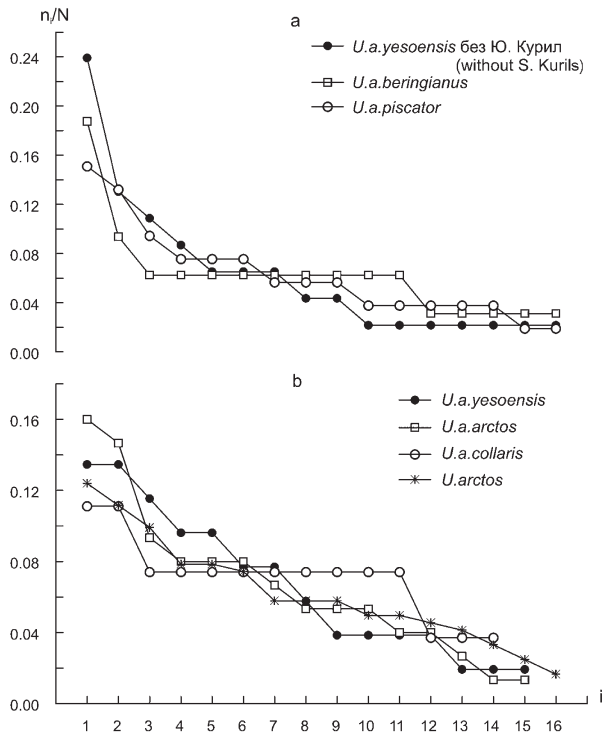 nᵢ/N
a
U.a.yesoensis без Ю. Курил
(without S. Kurils)
U.a.beringianus
U.a.piscator
0.24
0.20
0.16
0.12
0.08
0.04
0.00
b
U.a.yesoensis
U.a.arctos
U.a.collaris
U.arctos
0.16
0.12
0.08
0.04
0.00
1 2 3 4 5 6 7 8 9 10 11 12 13 14 15 16
i